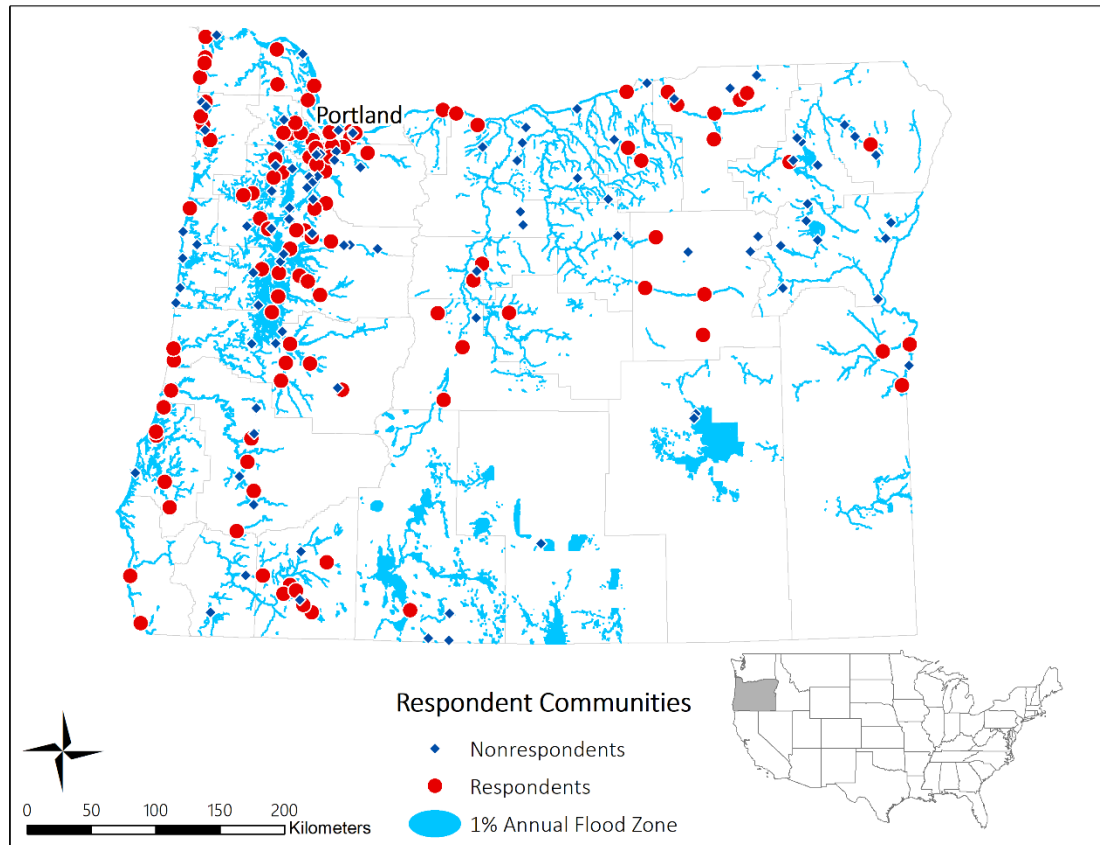 Portland
Respondent Communities
Nonrespondents
Respondents
1% Annual Flood Zone
0 50 100 150 200
Kilometers